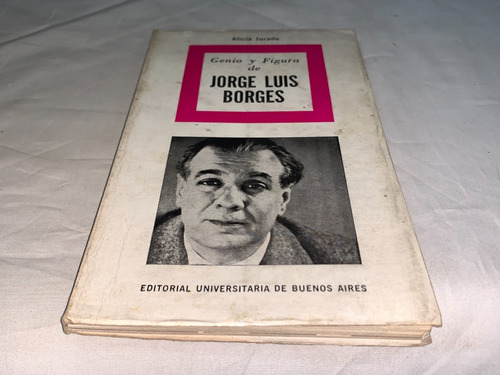 Alicia Jurado
Genio y Figura
de
JORGE LUIS
BORGES
EDITORIAL UNIVERSITARIA DE BUENOS AIRES